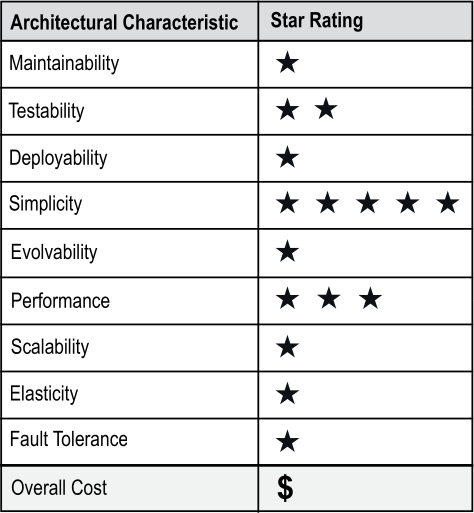 Architectural Characteristic Star Rating
Maintainability ★
Testability ★ ★
Deployability ★
Simplicity ★ ★ ★ ★ ★
Evolvability ★
Performance ★ ★ ★
Scalability ★
Elasticity ★
Fault Tolerance ★
Overall Cost $